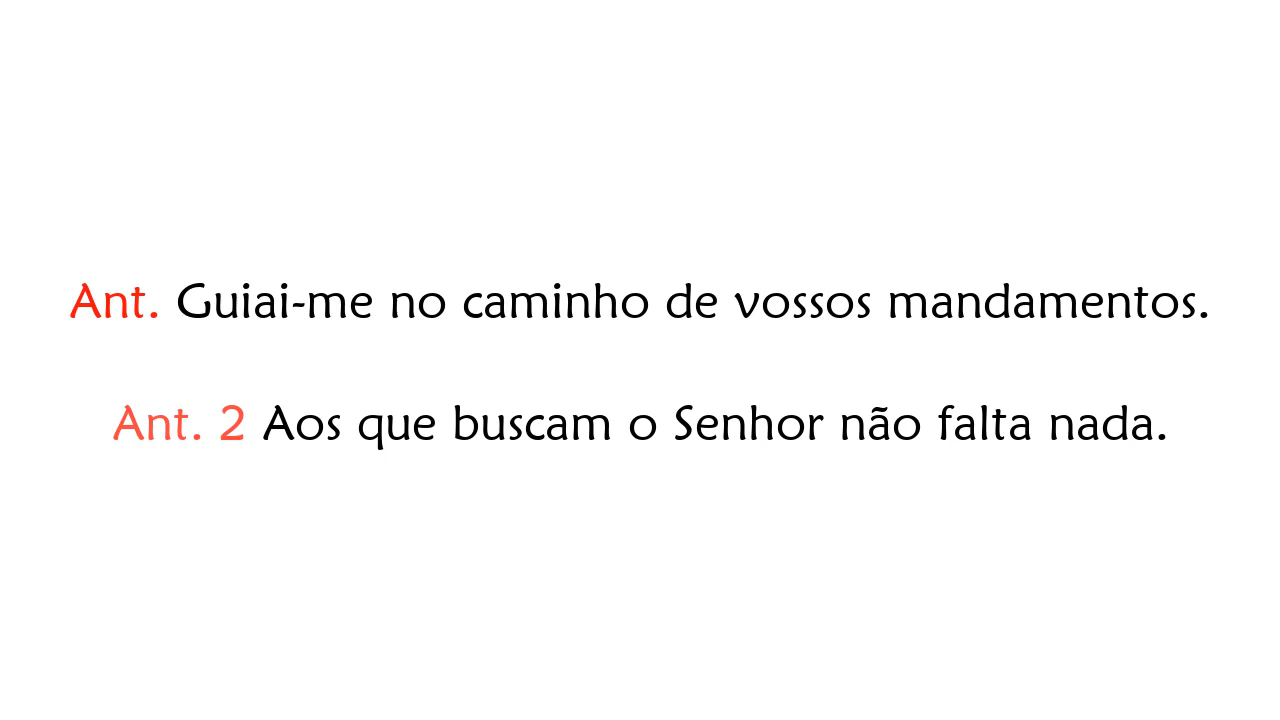 Ant. Guiai-me no caminho de vossos mandamentos.
Ant. 2 Aos que buscam o Senhor não falta nada.